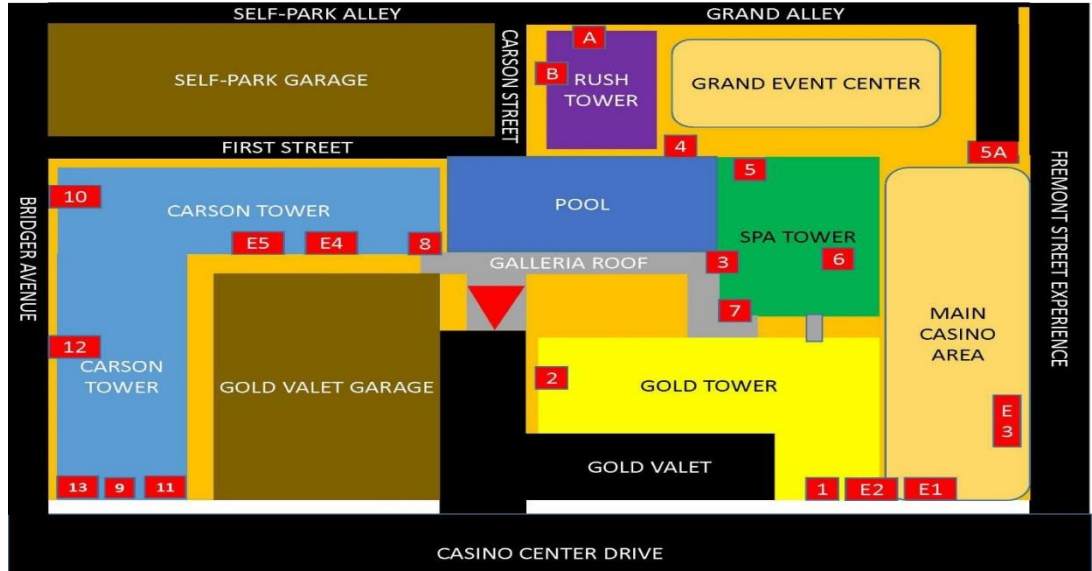 SELF-PARK ALLEY
GRAND ALLEY
CARSON STREET
A
B
RUSH
TOWER
SELF-PARK GARAGE
GRAND EVENT CENTER
FIRST STREET
4
5
5A
FREMONT STREET EXPERIENCE
BRIDGER AVENUE
10
CARSON TOWER
POOL
E5
E4
8
SPA TOWER
GALLERIA ROOF
3
6
7
MAIN
CASINO
AREA
12
CARSON
TOWER
GOLD VALET GARAGE
2
GOLD TOWER
E
3
GOLD VALET
13
9
11
1
E2
E1
CASINO CENTER DRIVE